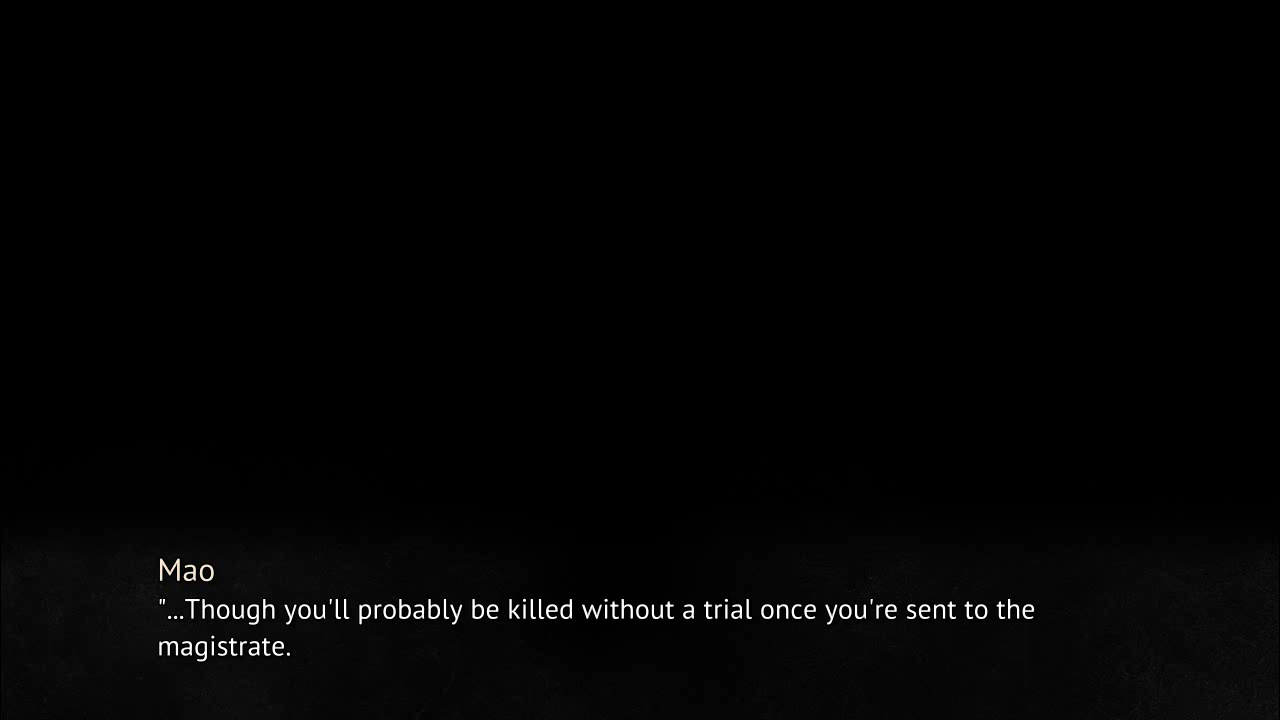 Mao
"...Though you'll probably be killed without a trial once you're sent to the
magistrate.